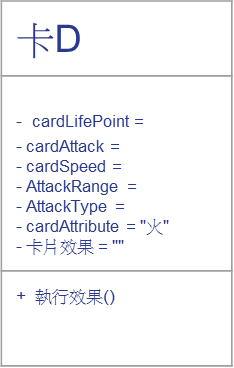 卡D
- cardLifePoint =
- cardAttack =
- cardSpeed =
- AttackRange =
- AttackType =
- cardAttribute = "火"
- 卡片效果 = ""
+ 執行效果()